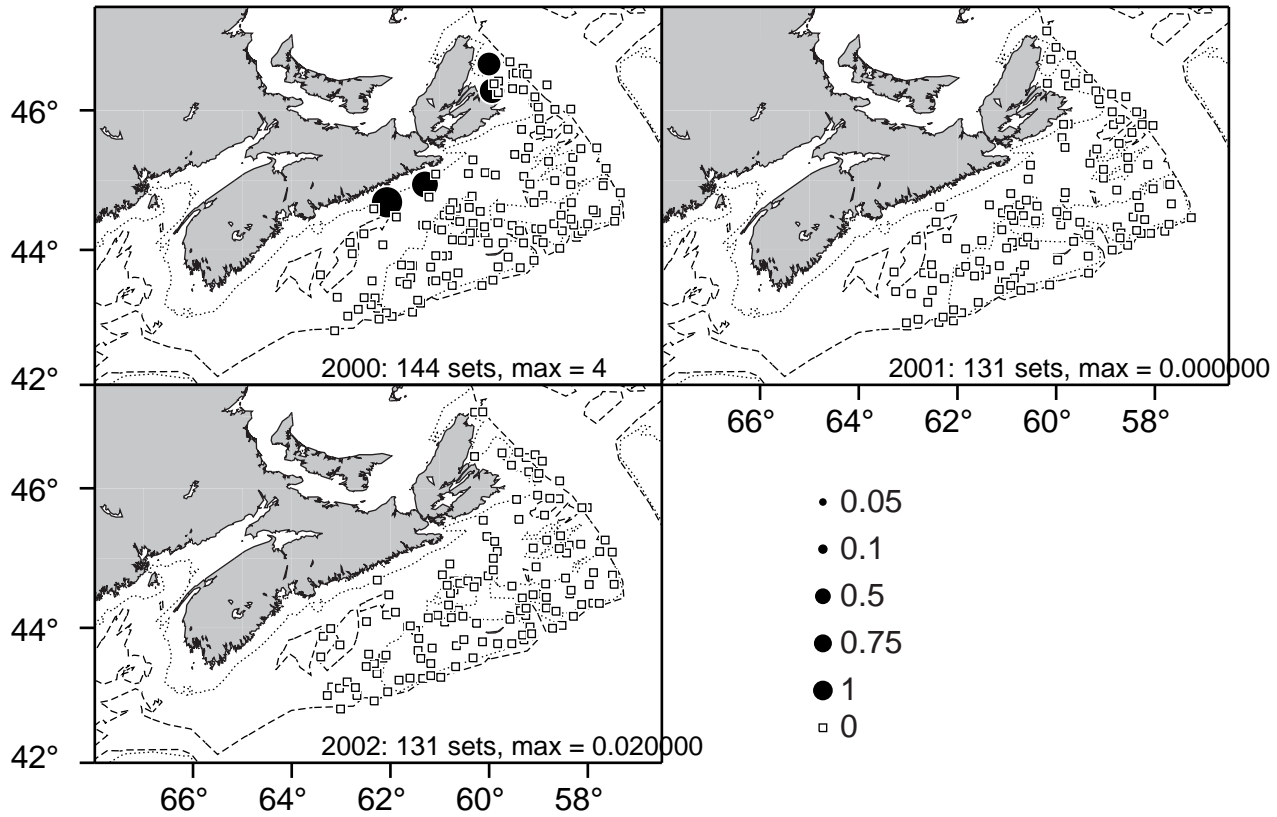 46°
44°
42°
2000: 144 sets, max = 4
2001: 131 sets, max = 0.000000
66° 64° 62° 60° 58°
46°
44°
42°
2002: 131 sets, max = 0.020000
66° 64° 62° 60° 58°
0.05
0.1
0.5
0.75
1
0